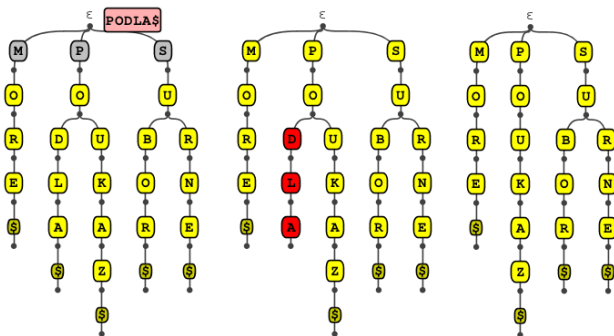 ε PODLA$ ε ε
M P S M P S M P S
O O U O O U O O U
R D U B R R D U B R R U B R
E L K O N E L K O N E K O N
$ A A R E $ A A R E $ A R E
$ Z $ $ Z $ $ Z $ $
$ $ $